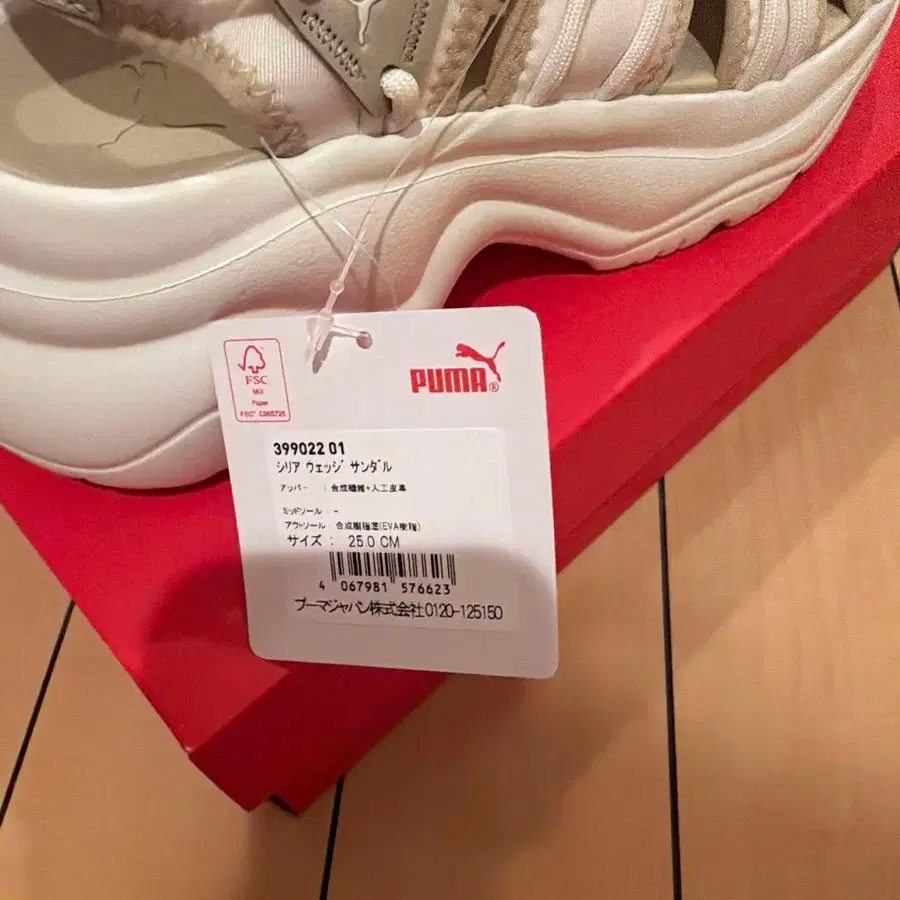 FSC
MIX
Paper
FSC® C005725
PUMA®
399022 01
シリア ウェッジ サンダル
アッパー : 合成繊維+人工皮革
ミッドソール : -
アウトソール : 合成樹脂底(EVA樹脂)
サイズ : 25.0 CM
4 067981 576623
プーマジャパン株式会社0120-125150